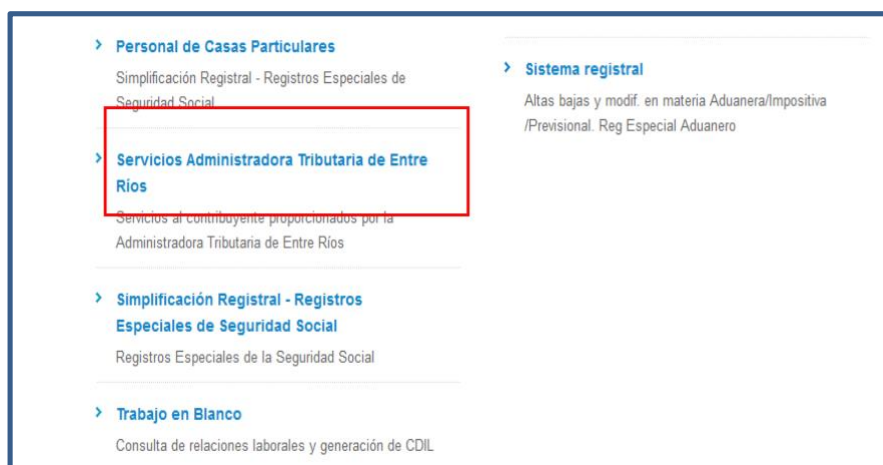 Personal de Casas Particulares
Simplificación Registral - Registros Especiales de
Seguridad Social
Servicios Administradora Tributaria de Entre
Ríos
Servicios al contribuyente proporcionados por la
Administradora Tributaria de Entre Ríos
Simplificación Registral - Registros
Especiales de Seguridad Social
Registros Especiales de la Seguridad Social
Trabajo en Blanco
Consulta de relaciones laborales y generación de CDIL
Sistema registral
Altas bajas y modif. en materia Aduanera/Impositiva
/Previsional. Reg Especial Aduanero